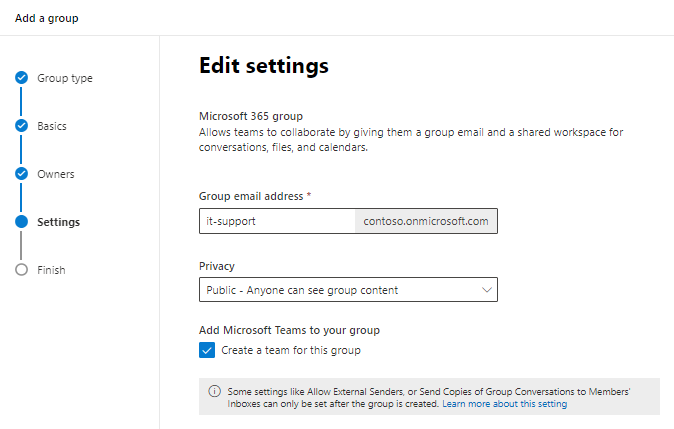 Add a group
Group type
Basics
Owners
Settings
Finish
Edit settings
Microsoft 365 group
Allows teams to collaborate by giving them a group email and a shared workspace for
conversations, files, and calendars.
Group email address *
it-support contoso.onmicrosoft.com
Privacy
Public - Anyone can see group content
Add Microsoft Teams to your group
Create a team for this group
Some settings like Allow External Senders, or Send Copies of Group Conversations to Members'
Inboxes can only be set after the group is created. Learn more about this setting